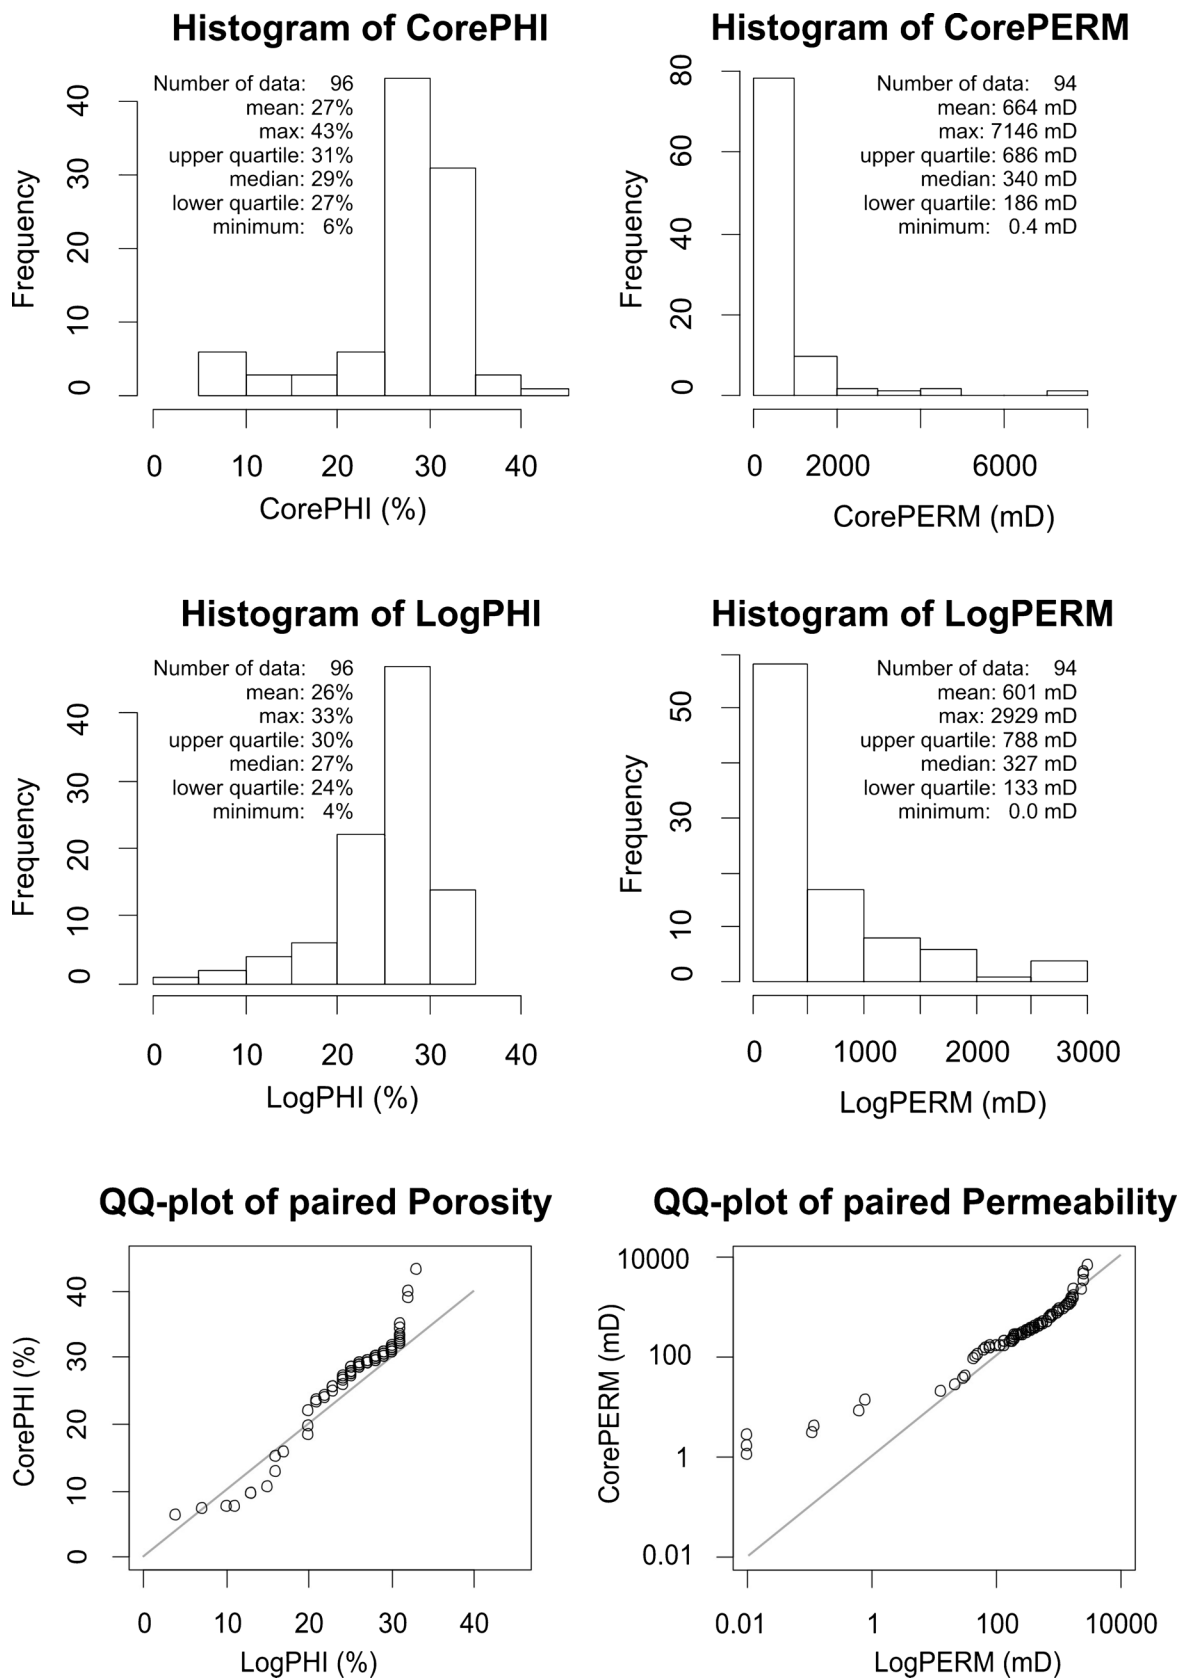 Histogram of CorePHI
Number of data: 96
mean: 27%
max: 43%
upper quartile: 31%
median: 29%
lower quartile: 27%
minimum: 6%
Frequency
0 10 20 30 40
0 10 20 30 40
CorePHI (%)
Histogram of CorePERM
Number of data: 94
mean: 664 mD
max: 7146 mD
upper quartile: 686 mD
median: 340 mD
lower quartile: 186 mD
minimum: 0.4 mD
Frequency
0 20 40 60 80
0 2000 6000
CorePERM (mD)
Histogram of LogPHI
Number of data: 96
mean: 26%
max: 33%
upper quartile: 30%
median: 27%
lower quartile: 24%
minimum: 4%
Frequency
0 10 20 30 40
0 10 20 30 40
LogPHI (%)
Histogram of LogPERM
Number of data: 94
mean: 601 mD
max: 2929 mD
upper quartile: 788 mD
median: 327 mD
lower quartile: 133 mD
minimum: 0.0 mD
Frequency
0 10 30 50
0 1000 2000 3000
LogPERM (mD)
QQ-plot of paired Porosity
CorePHI (%)
0 10 20 30 40
0 10 20 30 40
LogPHI (%)
QQ-plot of paired Permeability
CorePERM (mD)
10000
100
1
0.01
0.01 1 100 10000
LogPERM (mD)